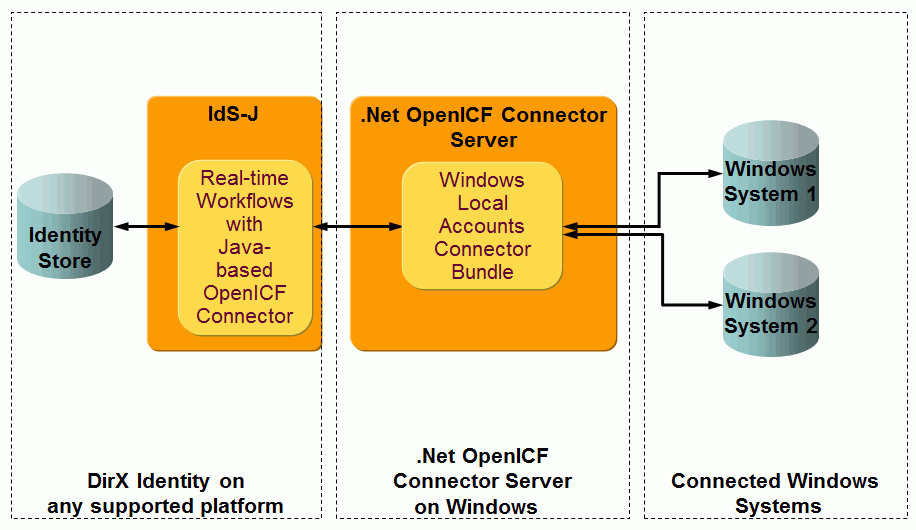 IdS-J
Real-time
Workflows
with
Java-
based
OpenICF
Connector
Identity
Store
.Net OpenICF Connector
Server
Windows
Local
Accounts
Connector
Bundle
Windows
System 1
Windows
System 2
DirX Identity on
any supported platform
.Net OpenICF
Connector Server
on Windows
Connected Windows
Systems